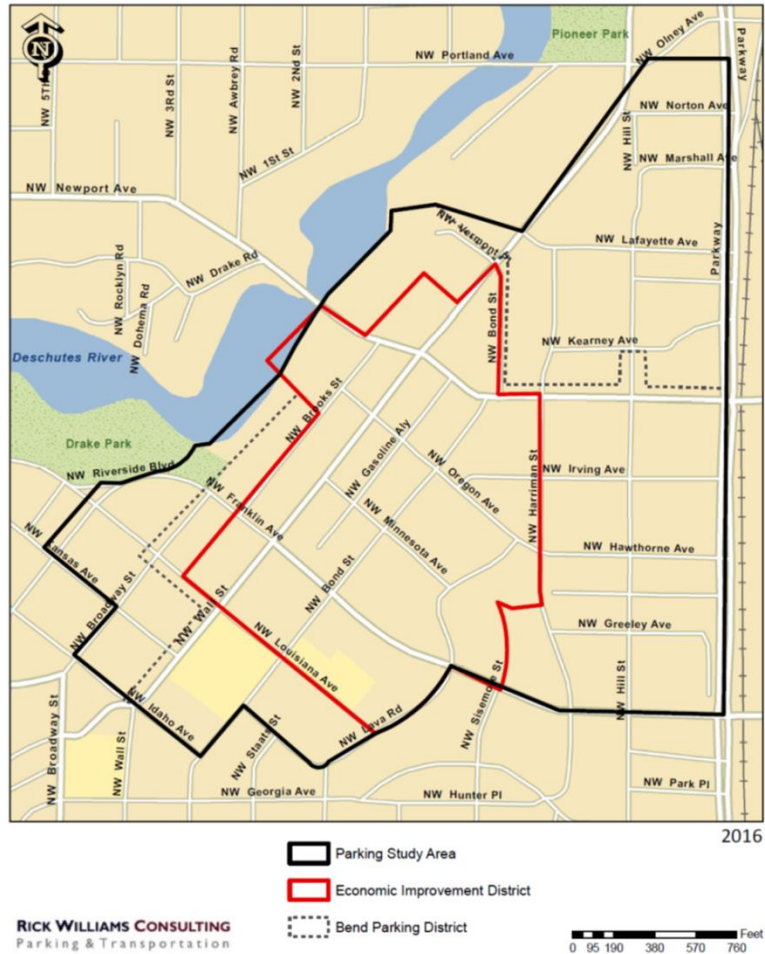 Pioneer Park
NW Olney Ave
Parkway
NW Portland Ave
NW 5TH
NW 3Rd St
NW Awbrey Rd
NW 2Nd St
N
NW Norton Ave
NW Hill St
NW Marshall Ave
NW 1St St
NW Newport Ave
NW Vermont Pl
NW Lafayette Ave
Parkway
NW Drake Rd
NW Rocklyn Rd
NW Dohema Rd
NW Bond St
NW Kearney Ave
Deschutes River
NW Brooks St
Drake Park
NW Gasoline Aly
NW Oregon Ave
NW Harriman St
NW Irving Ave
NW Riverside Blvd
NW Franklin Ave
NW Minnesota Ave
NW Hawthorne Ave
NW Kansas Ave
NW Broadway St
NW Wall St
NW Bond St
NW Greeley Ave
NW Louisiana Ave
NW Sisemore St
NW Hill St
NW Idaho Ave
NW Lava Rd
NW Staats St
NW Broadway St
NW Wall St
NW Georgia Ave
NW Hunter Pl
NW Park Pl
2016
Parking Study Area
Economic Improvement District
Bend Parking District
RICK WILLIAMS CONSULTING
Parking & Transportation
Feet
0 95 190 380 570 760